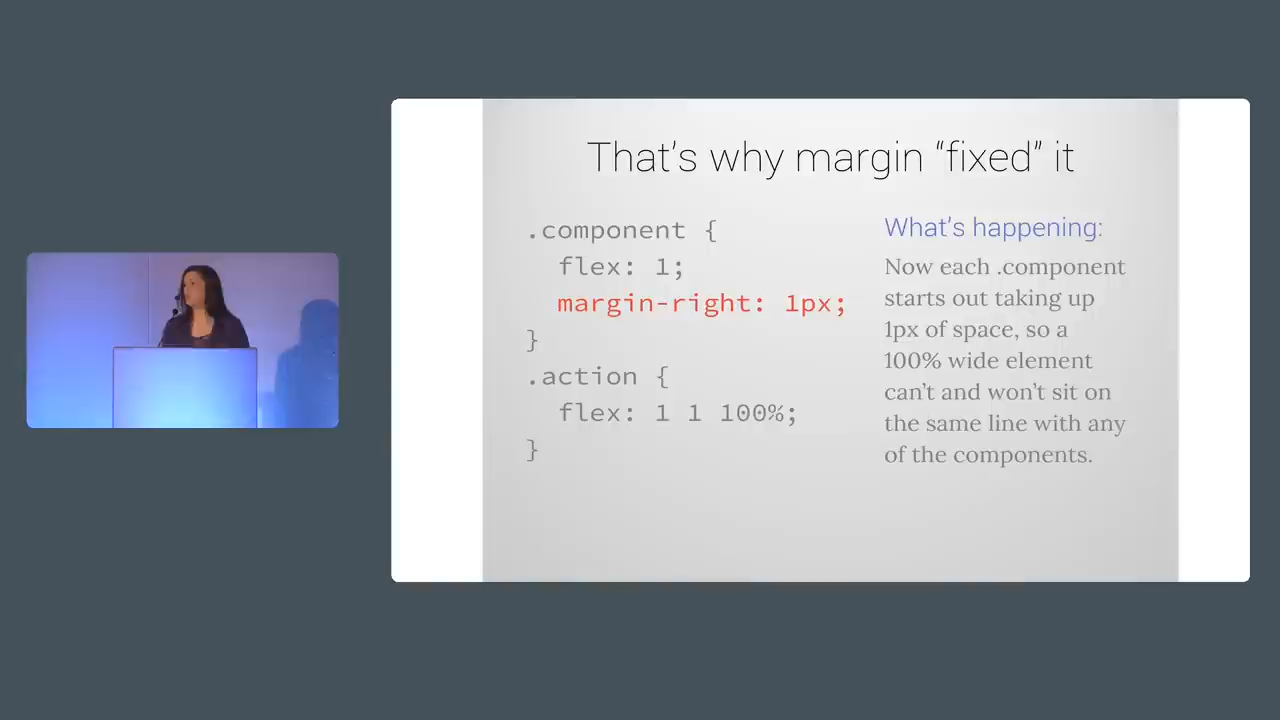 That’s why margin “fixed” it
.component {
flex: 1;
margin-right: 1px;
}
.action {
flex: 1 1 100%;
}
What’s happening:
Now each .component
starts out taking up
1px of space, so a
100% wide element
can’t and won’t sit on
the same line with any
of the components.